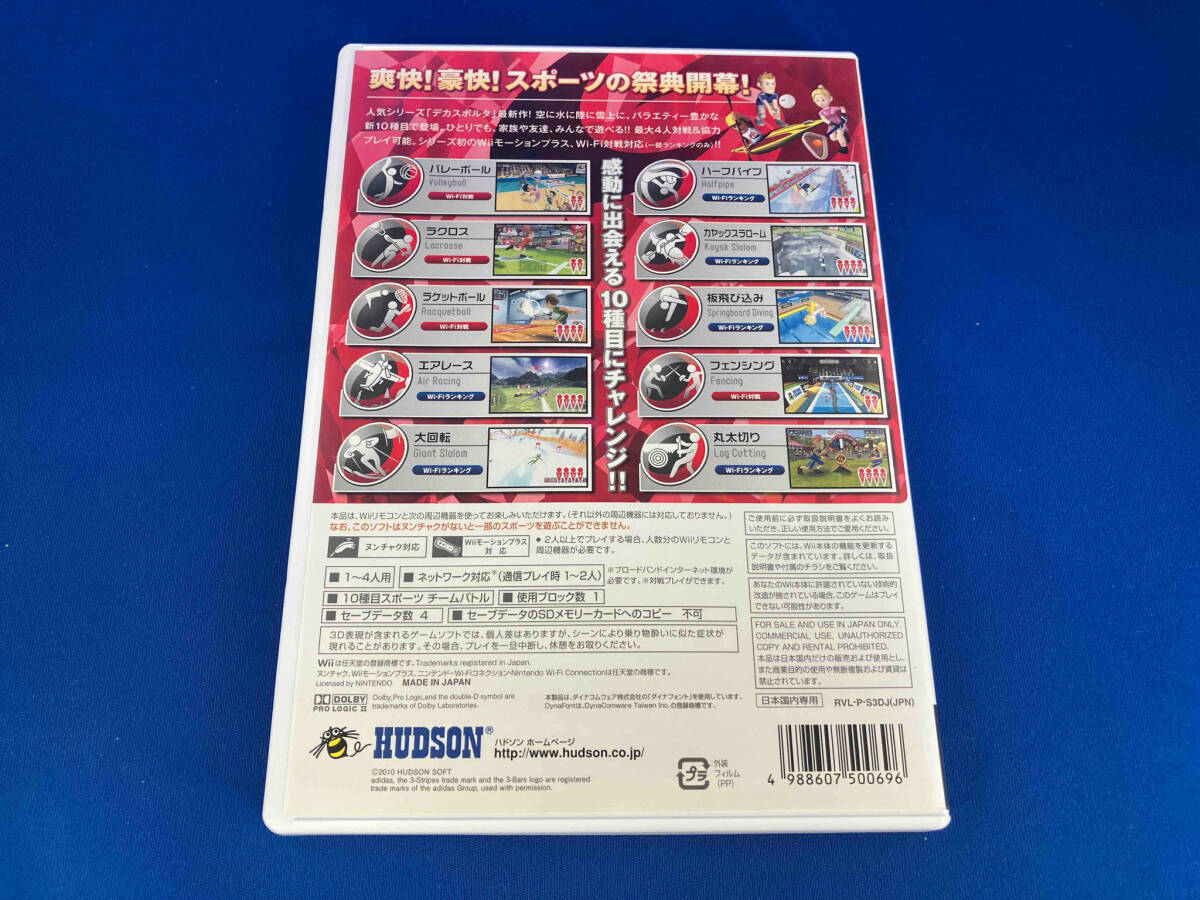 爽快!豪快!スポーツの祭典開幕!
人気シリーズ「デカスポルタ」最新作! 空に水に陸に雪上に、バラエティー豊かな
新10種目で登場。ひとりでも、家族や友達、みんなで遊べる!! 最大4人対戦&協力
プレイ可能。シリーズ初のWiiモーションプラス、Wi-Fi対戦対応(一部ランキングのみ)!!
感動に出会える10種目にチャレンジ!!
バレーボール
Volleyball
Wi-Fi対戦
ラクロス
Lacrosse
Wi-Fi対戦
ラケットボール
Racquetball
Wi-Fi対戦
エアレース
Air Racing
Wi-Fiランキング
大回転
Giant Slalom
Wi-Fiランキング
ハーフパイプ
Halfpipe
Wi-Fiランキング
カヤックスラローム
Kayak Slalom
Wi-Fiランキング
板飛び込み
Springboard Diving
Wi-Fiランキング
フェンシング
Fencing
Wi-Fi対戦
丸太切り
Log Cutting
Wi-Fiランキング
本品は、Wiiリモコンと次の周辺機器を使ってお楽しみいただけます。(それ以外の周辺機器には対応しておりません。)
なお、このソフトはヌンチャクがないと一部のスポーツを遊ぶことができません。
ヌンチャク対応
Wiiモーションプラス
対応
● 2人以上でプレイする場合、人数分のWiiリモコンと
周辺機器が必要です。
■ 1〜4人用
■ ネットワーク対応※(通信プレイ時 1〜2人)
※ブロードバンドインターネット環境が
必要です。※対戦プレイができます。
■ 10種目スポーツ チームバトル
■ 使用ブロック数 1
■ セーブデータ数 4
■ セーブデータのSDメモリーカードへのコピー 不可
3D表現が含まれるゲームソフトでは、個人差はありますが、シーンにより乗り物酔いに似た症状が
現れることがあります。その場合、プレイを一旦中断し、休憩をお取りください。
Wiiは任天堂の登録商標です。Trademarks registered in Japan.
ヌンチャク、Wiiモーションプラス、ニンテンドーWi-Fiコネクション・Nintendo Wi-Fi Connectionは任天堂の商標です。
Licensed by NINTENDO MADE IN JAPAN
DOLBY
PRO LOGIC II
Dolby,Pro Logic,and the double-D symbol are
trademarks of Dolby Laboratories.
本製品は、ダイナコムウェア株式会社の「ダイナフォント」を使用しています。
DynaFontは、DynaComware Taiwan Inc.の登録商標です。
ご使用前に必ず取扱説明書をよくお読み
いただき、正しい使用方法でご愛用ください。
このソフトには、Wii本体の機能を更新する
データが含まれています。詳しくは、取扱
説明書や付属のチラシをご覧ください。
あなたのWii本体に許諾されていない技術的
改造が施されている場合、このゲームはプレイ
できない可能性があります。
FOR SALE AND USE IN JAPAN ONLY.
COMMERCIAL USE, UNAUTHORIZED
COPY AND RENTAL PROHIBITED.
本品は日本国内だけの販売および使用とし、
また商業目的の使用や無断複製および賃貸は
禁止されています。
日本国内専用
RVL-P-S3DJ(JPN)
HUDSON®
ハドソン ホームページ
http://www.hudson.co.jp/
©2010 HUDSON SOFT
adidas, the 3-Stripes trade mark and the 3-Bars logo are registered
trade marks of the adidas Group, used with permission.
プラ
外装
フィルム
(PP)
4 988607 500696